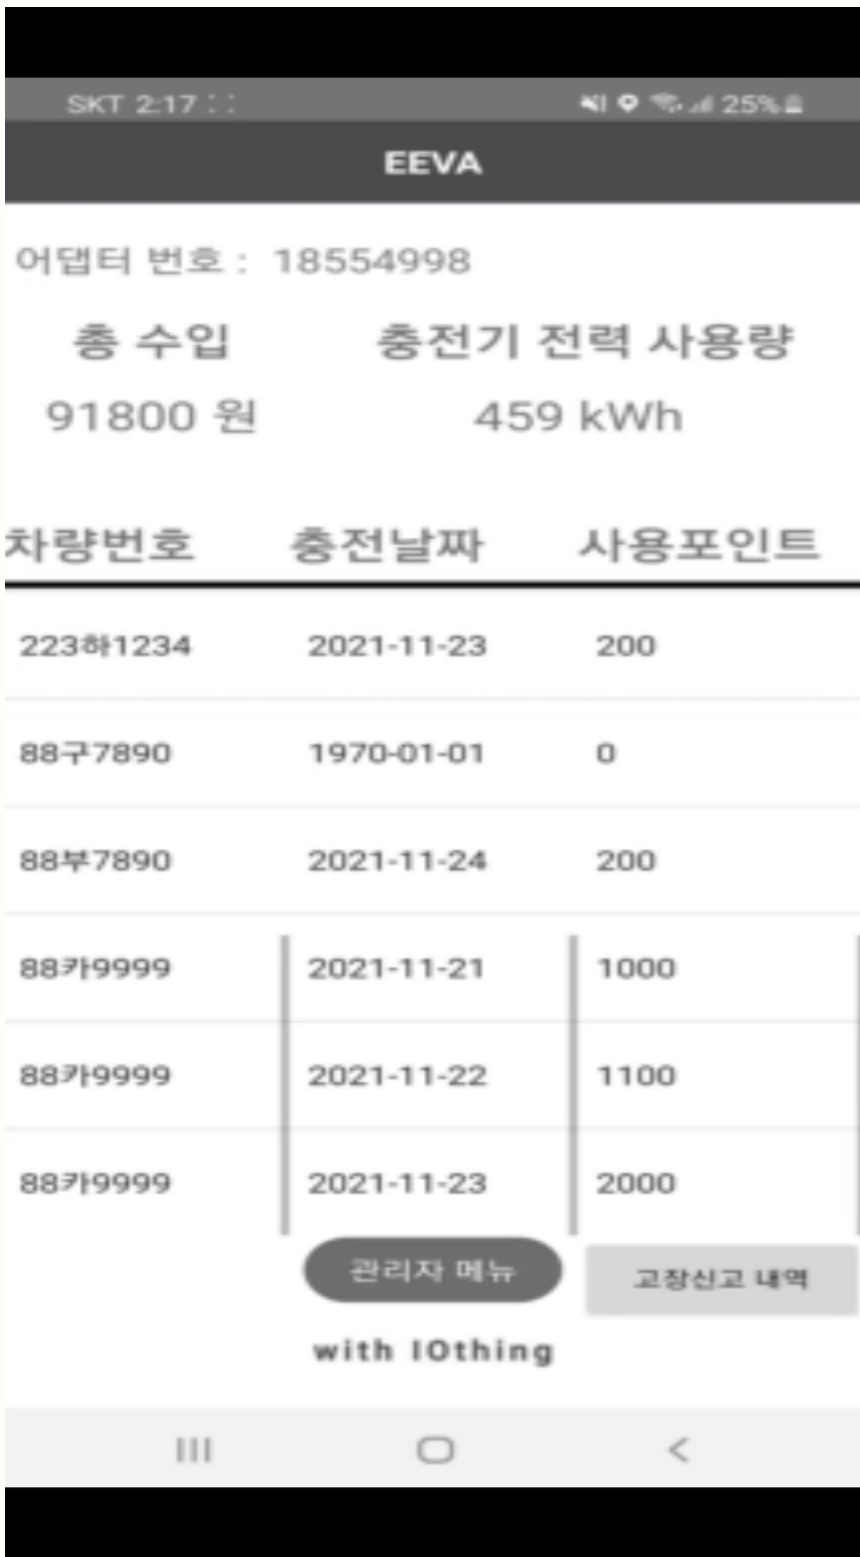 SKT 2:17 25%
EEVA
어댑터 번호 : 18554998
총 수입 충전기 전력 사용량
91800 원 459 kWh
차량번호 충전날짜 사용포인트
223하1234 2021-11-23 200
88구7890 1970-01-01 0
88부7890 2021-11-24 200
88카9999 2021-11-21 1000
88카9999 2021-11-22 1100
88카9999 2021-11-23 2000
관리자 메뉴 고장신고 내역
with IOthing